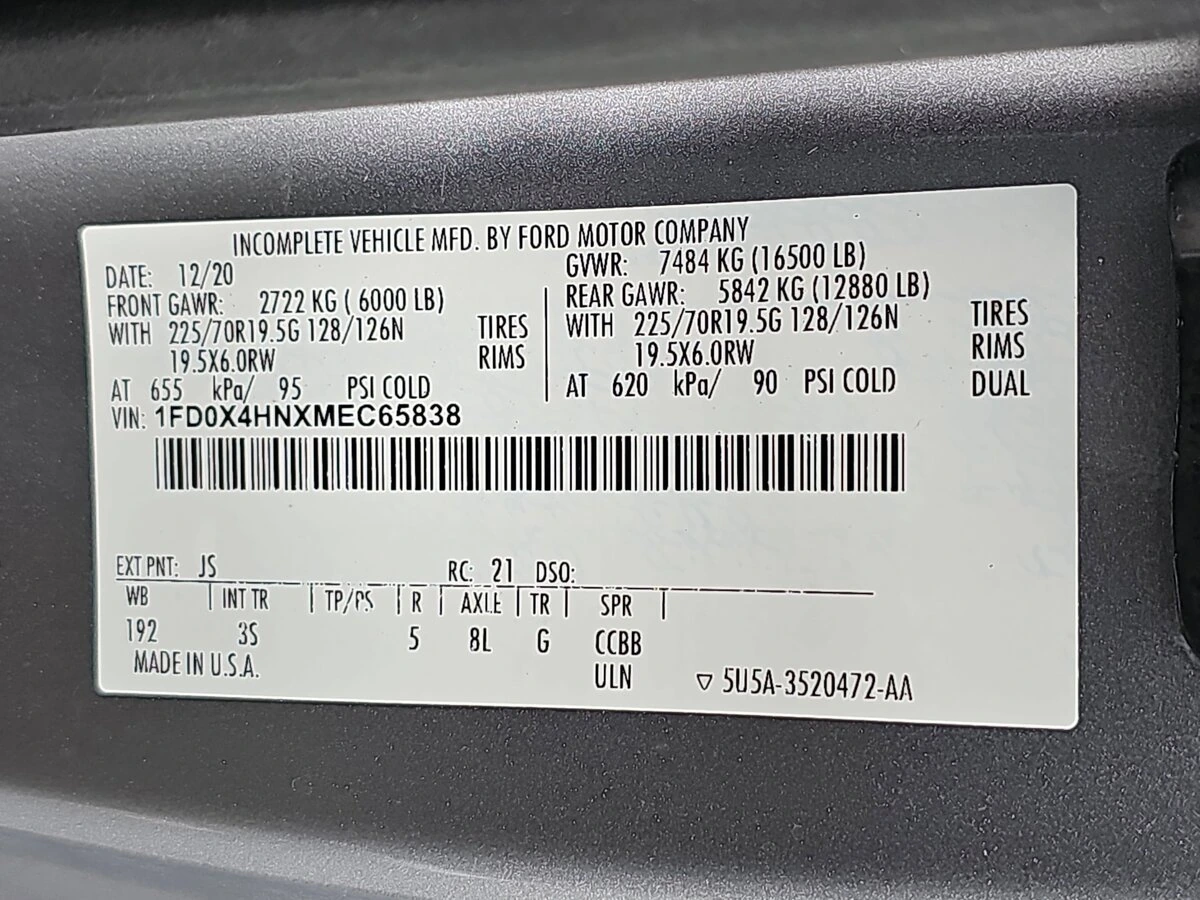 INCOMPLETE VEHICLE MFD. BY FORD MOTOR COMPANY
DATE: 12/20 GVWR: 7484 KG (16500 LB)
FRONT GAWR: 2722 KG ( 6000 LB) REAR GAWR: 5842 KG (12880 LB)
WITH 225/70R19.5G 128/126N TIRES WITH 225/70R19.5G 128/126N TIRES
19.5X6.0RW RIMS 19.5X6.0RW RIMS
AT 655 kPa/ 95 PSI COLD AT 620 kPa/ 90 PSI COLD DUAL
VIN: 1FD0X4HNXMEC65838
EXT PNT: JS RC: 21 DSO:
WB | INT TR | TP/PS | R | AXLE | TR | SPR |
192 3S 5 8L G CCBB
MADE IN U.S.A. ULN ▽ 5U5A-3520472-AA